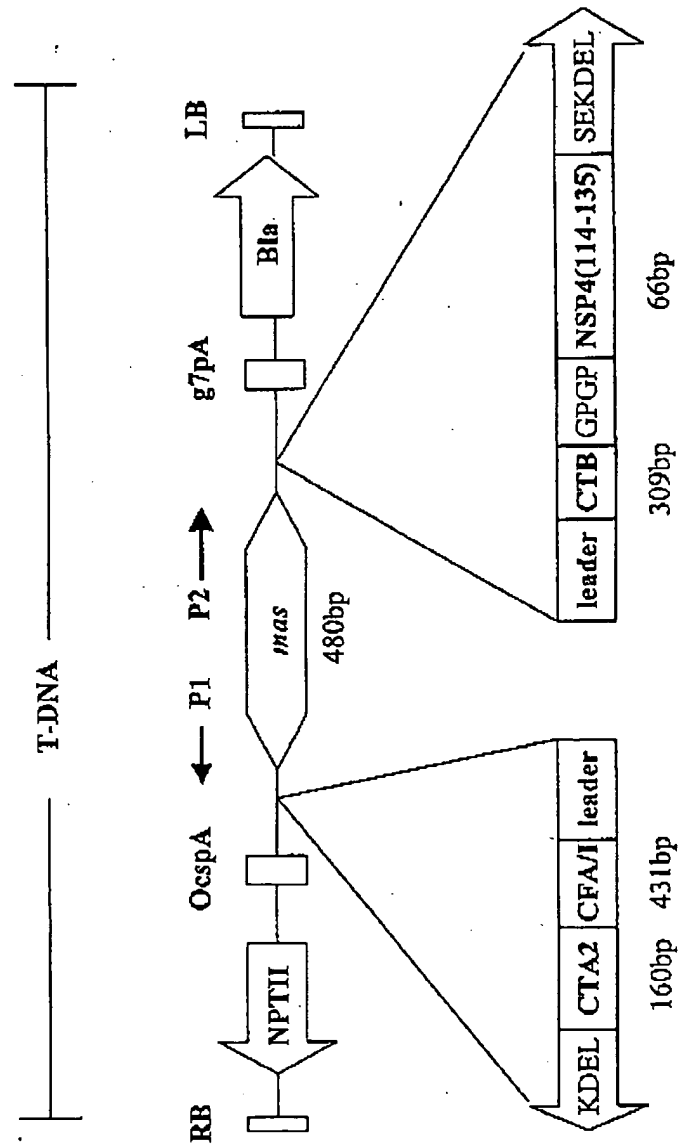 T-DNA
RB
NPTII
OcspA
P1
P2
mas
480bp
g7pA
Bla
LB
KDEL CTA2 CFA/I leader
160bp 431bp
leader CTB GPGP NSP4(114-135) SEKDEL
309bp 66bp